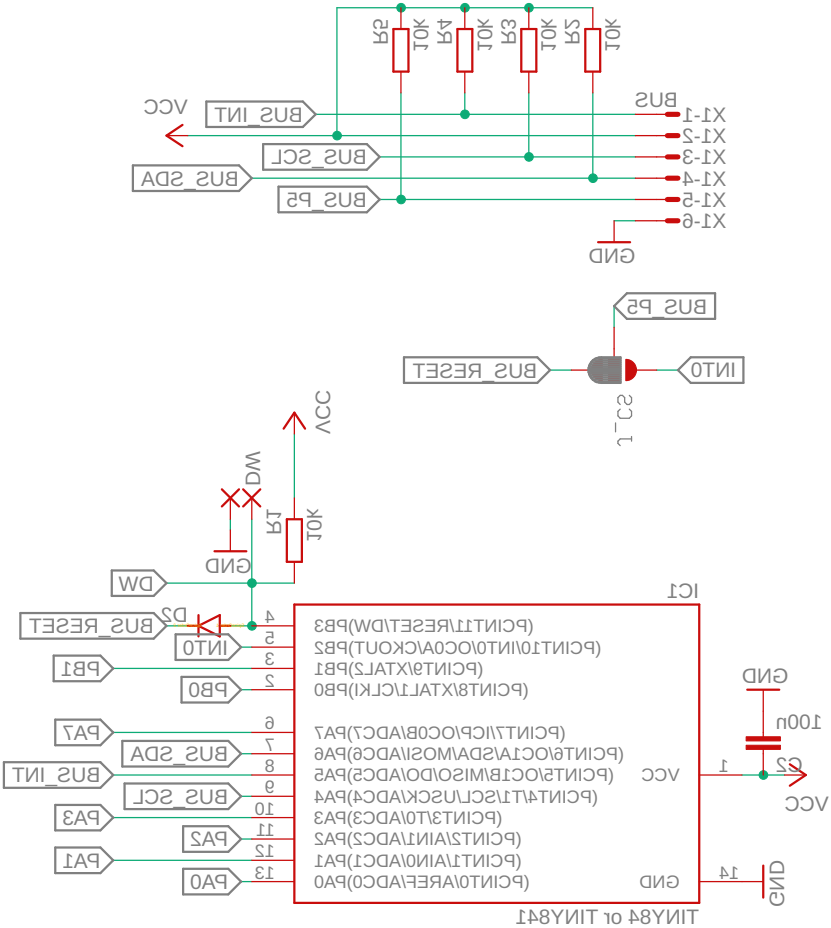 R5
10k
R4
10k
R3
10k
R2
10k
VCC
BUS_INT
BUS
X1-1
X1-2
BUS_SCL
X1-3
BUS_SDA
X1-4
BUS_P5
X1-5
X1-6
GND
BUS_P5
BUS_RESET
INT0
J_CS
VCC
DW
R1
10k
GND
DW
IC1
D2
BUS_RESET
4
(PCINT11/RESET/DW)PB3
INT0
5
(PCINT10/INT0/OC0A/CKOUT)PB2
PB1
3
(PCINT9/XTAL2)PB1
PB0
2
(PCINT8/XTAL1/CLKI)PB0
GND
100n
C2
VCC
PA7
6
(PCINT7/ICP/OC0B/ADC7)PA7
BUS_SDA
7
(PCINT6/OC1A/SDA/MOSI/ADC6)PA6
BUS_INT
8
(PCINT5/OC1B/MISO/DO/ADC5)PA5
VCC
1
BUS_SCL
9
(PCINT4/T1/SCL/USCK/ADC4)PA4
PA3
10
(PCINT3/T0/ADC3)PA3
PA2
11
(PCINT2/AIN1/ADC2)PA2
PA1
12
(PCINT1/AIN0/ADC1)PA1
PA0
13
(PCINT0/AREF/ADC0)PA0
GND
14
GND
TINY84 or TINY841